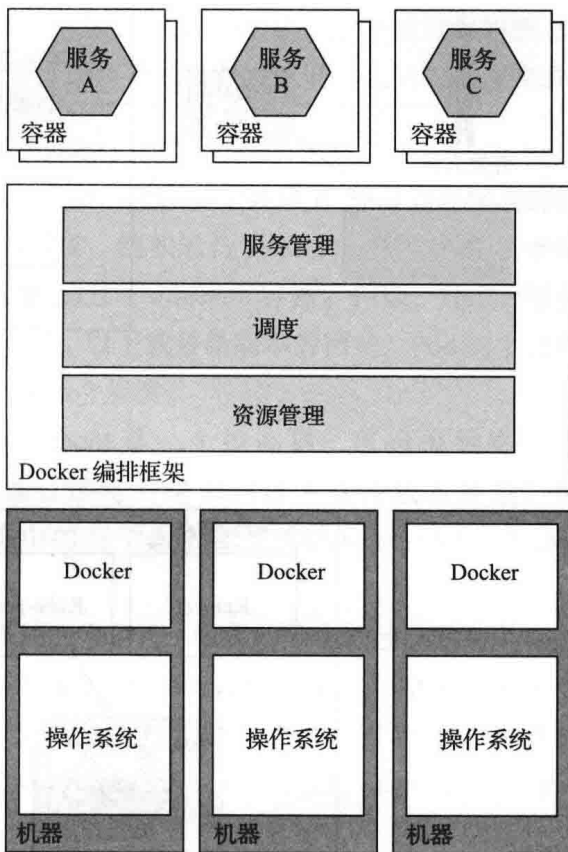 服务
A
服务
B
服务
C
容器
容器
容器
服务管理
调度
资源管理
Docker 编排框架
Docker
Docker
Docker
操作系统
操作系统
操作系统
机器
机器
机器